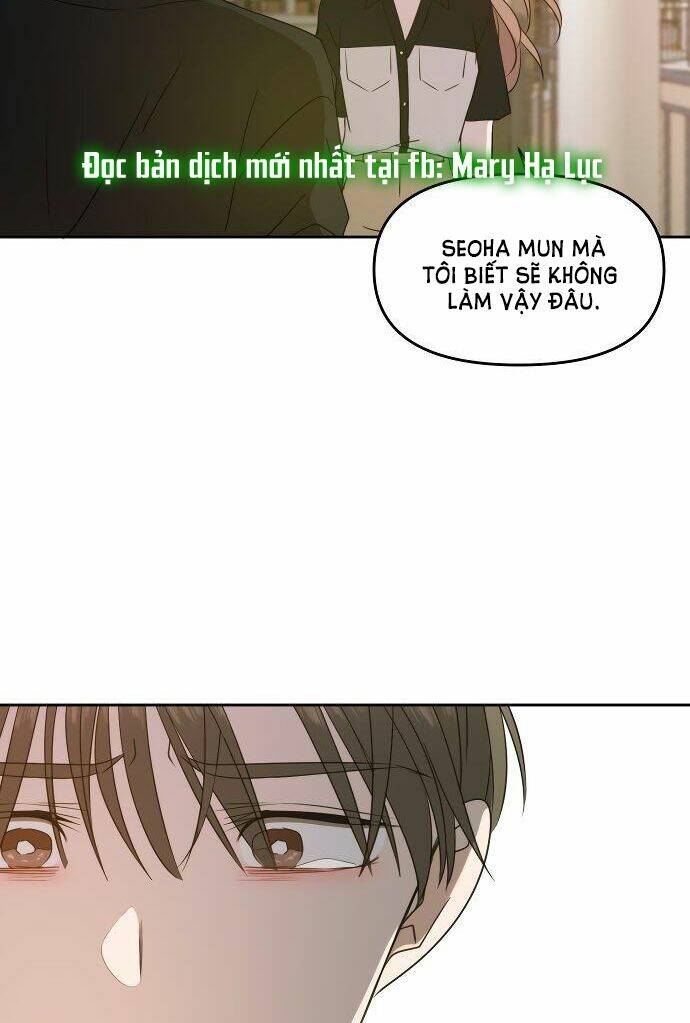 Đọc bản dịch mới nhất tại fb: Mary Hạ Lục
SEOHA MUN MÀ
TÔI BIẾT SẼ KHÔNG
LÀM VẬY ĐÂU.